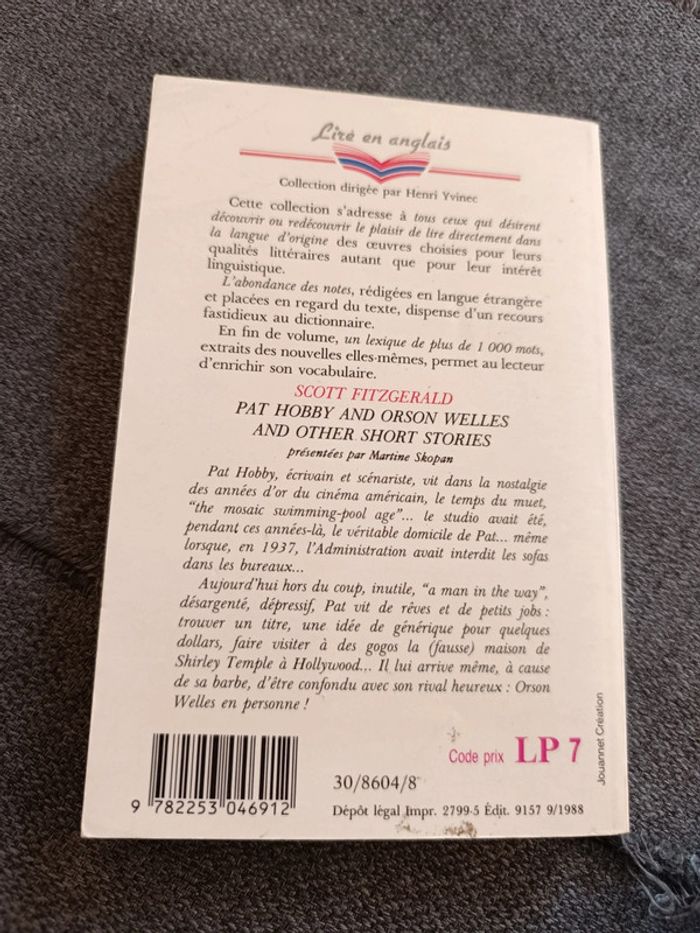 Lire en anglais
Collection dirigée par Henri Yvinec
Cette collection s'adresse à tous ceux qui désirent
découvrir ou redécouvrir le plaisir de lire directement dans
la langue d'origine des œuvres choisies pour leurs
qualités littéraires autant que pour leur intérêt
linguistique.
L'abondance des notes, rédigées en langue étrangère
et placées en regard du texte, dispense d'un recours
fastidieux au dictionnaire.
En fin de volume, un lexique de plus de 1 000 mots,
extraits des nouvelles elles-mêmes, permet au lecteur
d'enrichir son vocabulaire.
SCOTT FITZGERALD
PAT HOBBY AND ORSON WELLES
AND OTHER SHORT STORIES
présentées par Martine Skopan
Pat Hobby, écrivain et scénariste, vit dans la nostalgie
des années d'or du cinéma américain, le temps du muet,
"the mosaic swimming-pool age"... le studio avait été,
pendant ces années-là, le véritable domicile de Pat... même
lorsque, en 1937, l'Administration avait interdit les sofas
dans les bureaux...
Aujourd'hui hors du coup, inutile, "a man in the way",
désargenté, dépressif, Pat vit de rêves et de petits jobs :
trouver un titre, une idée de générique pour quelques
dollars, faire visiter à des gogos la (fausse) maison de
Shirley Temple à Hollywood... Il lui arrive même, à cause
de sa barbe, d'être confondu avec son rival heureux : Orson
Welles en personne !
Jouannet Création
Code prix LP 7
9 782253 046912
30/8604/8
Dépôt légal Impr. 2799-5 Édit. 9157 9/1988